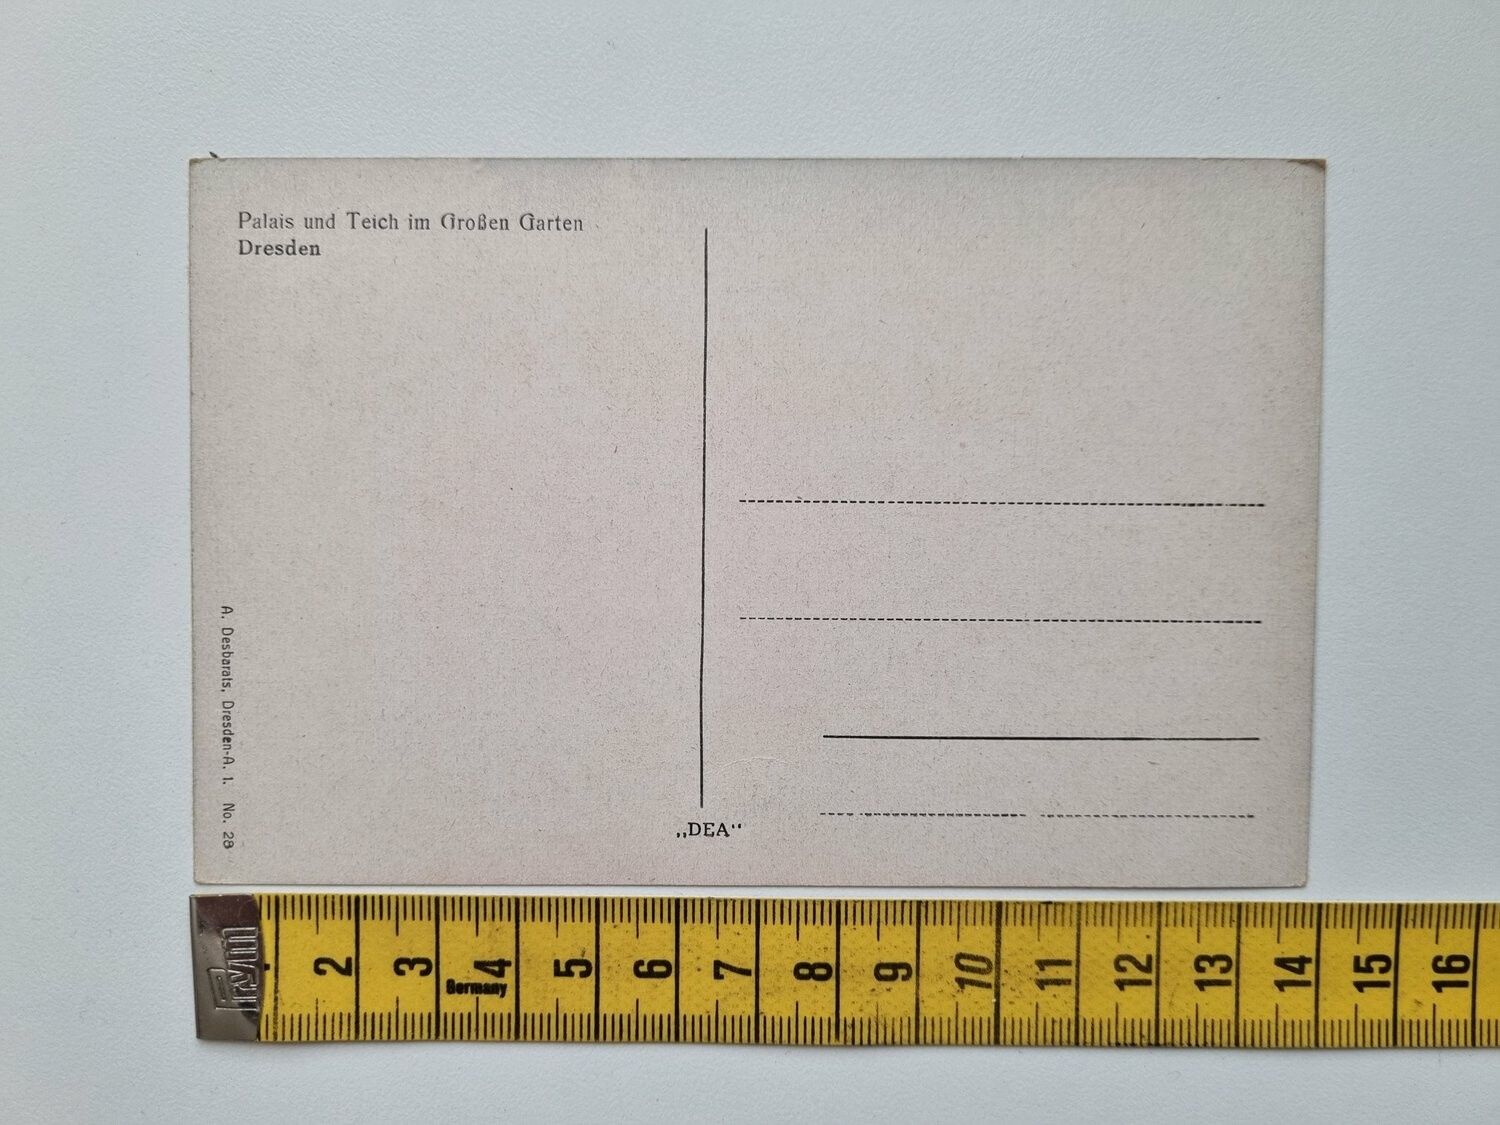 Palais und Teich im Großen Garten
Dresden
A. Desbarats, Dresden-A. 1. No. 28
„DEA“
Prym
Germany
2 3 4 5 6 7 8 9 10 11 12 13 14 15 16